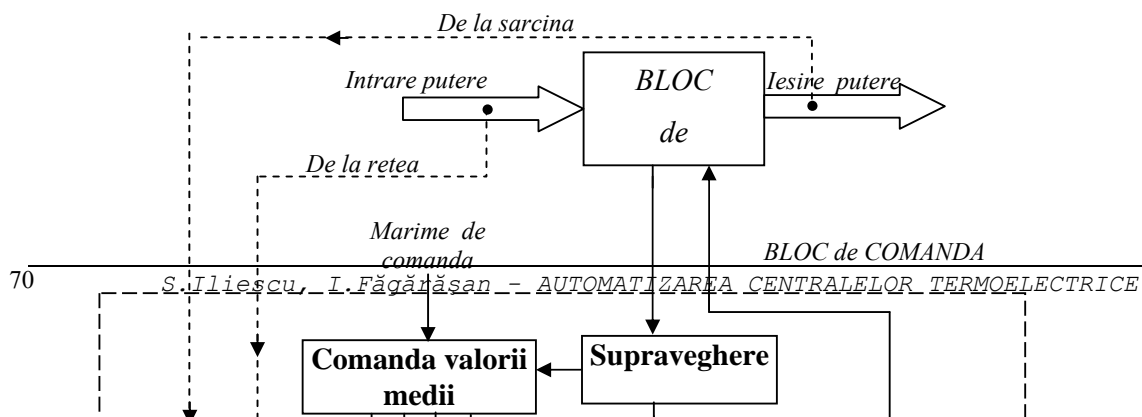 De la sarcina
Intrare putere
BLOC
de
Iesire putere
De la retea
Marime de
comanda
BLOC de COMANDA
70
S.Iliescu, I.Făgărăşan – AUTOMATIZAREA CENTRALELOR TERMOELECTRICE
Comanda valorii
medii
Supraveghere